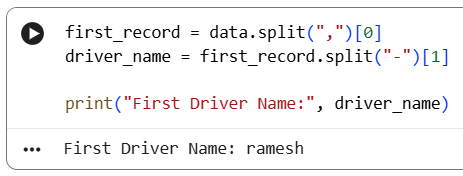 first_record = data.split(",")[0]
driver_name = first_record.split("-")[1]
print("First Driver Name:", driver_name)
First Driver Name: ramesh